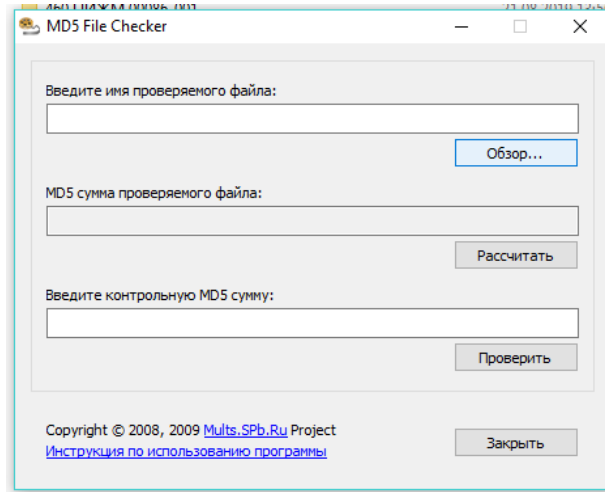 MD5 File Checker
Введите имя проверяемого файла:
Обзор...
MD5 сумма проверяемого файла:
Рассчитать
Введите контрольную MD5 сумму:
Проверить
Copyright © 2008, 2009 Mults.SPb.Ru Project
Инструкция по использованию программы
Закрыть